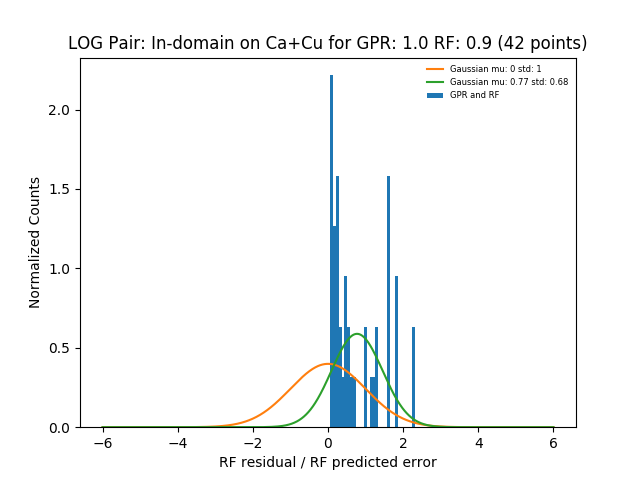 LOG Pair: In-domain on Ca+Cu for GPR: 1.0 RF: 0.9 (42 points)
Gaussian mu: 0 std: 1
Gaussian mu: 0.77 std: 0.68
GPR and RF
Normalized Counts
2.0
1.5
1.0
0.5
0.0
−6 −4 −2 0 2 4 6
RF residual / RF predicted error